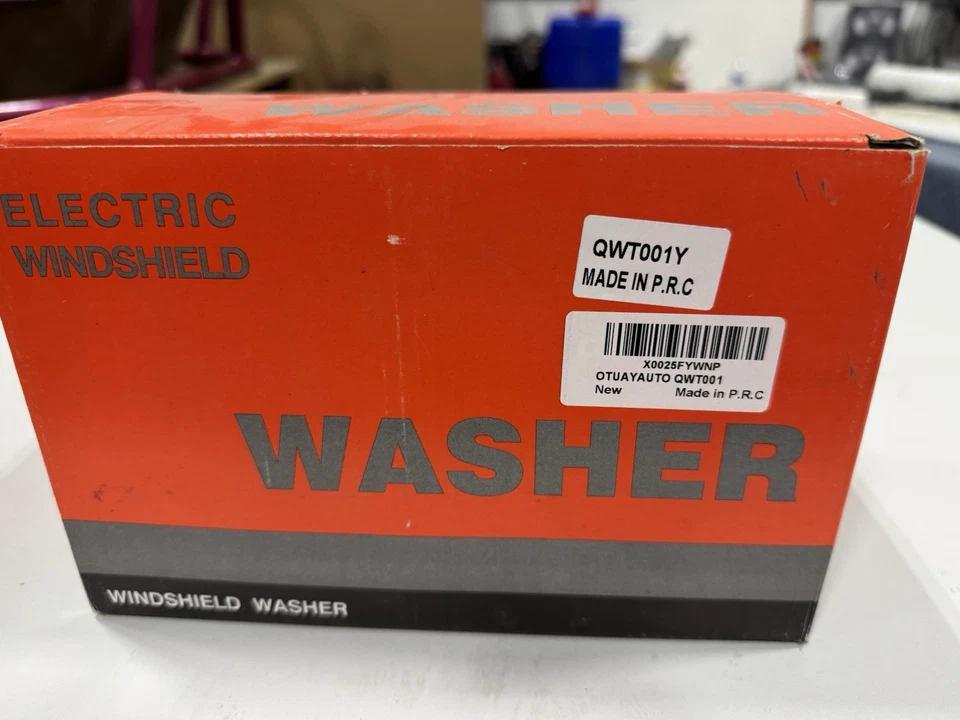 WASHER
ELECTRIC
WINDSHIELD
QWT001Y
MADE IN P.R.C
X0025FYWNP
OTUAYAUTO QWT001
New Made in P.R.C
WASHER
WINDSHIELD WASHER